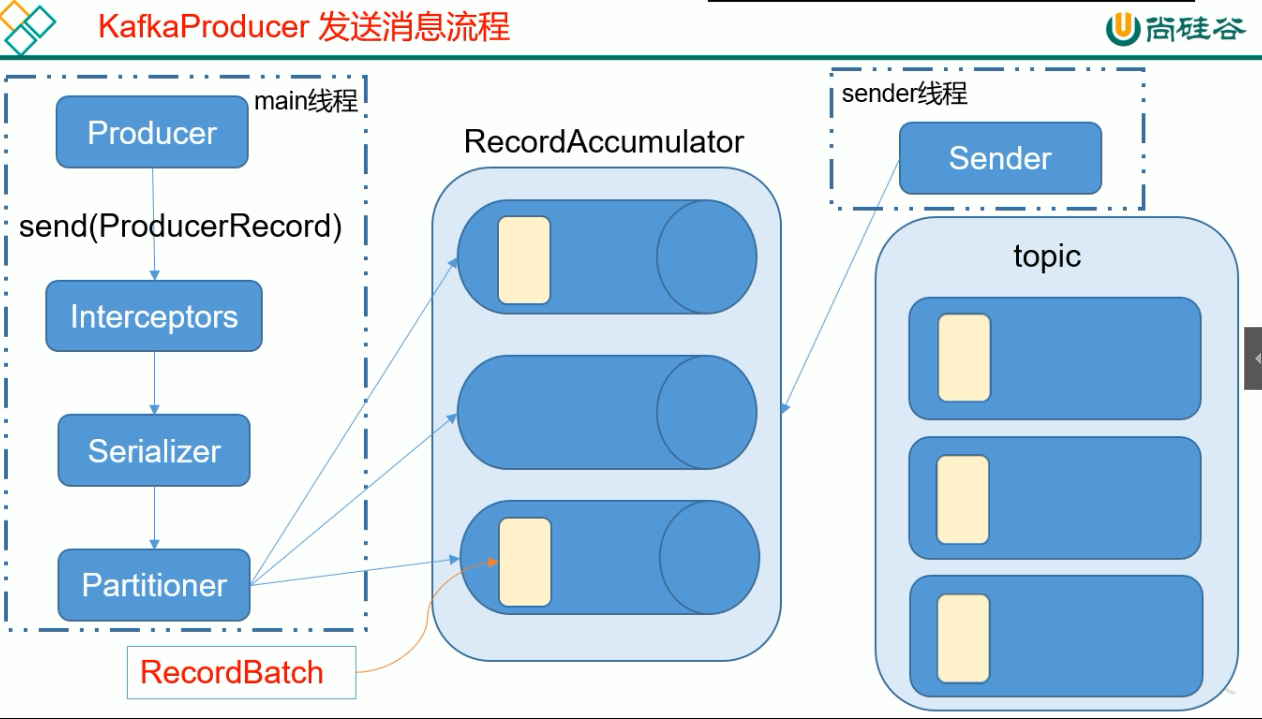 KafkaProducer 发送消息流程
尚硅谷
main线程
Producer
send(ProducerRecord)
Interceptors
Serializer
Partitioner
RecordBatch
RecordAccumulator
sender线程
Sender
topic